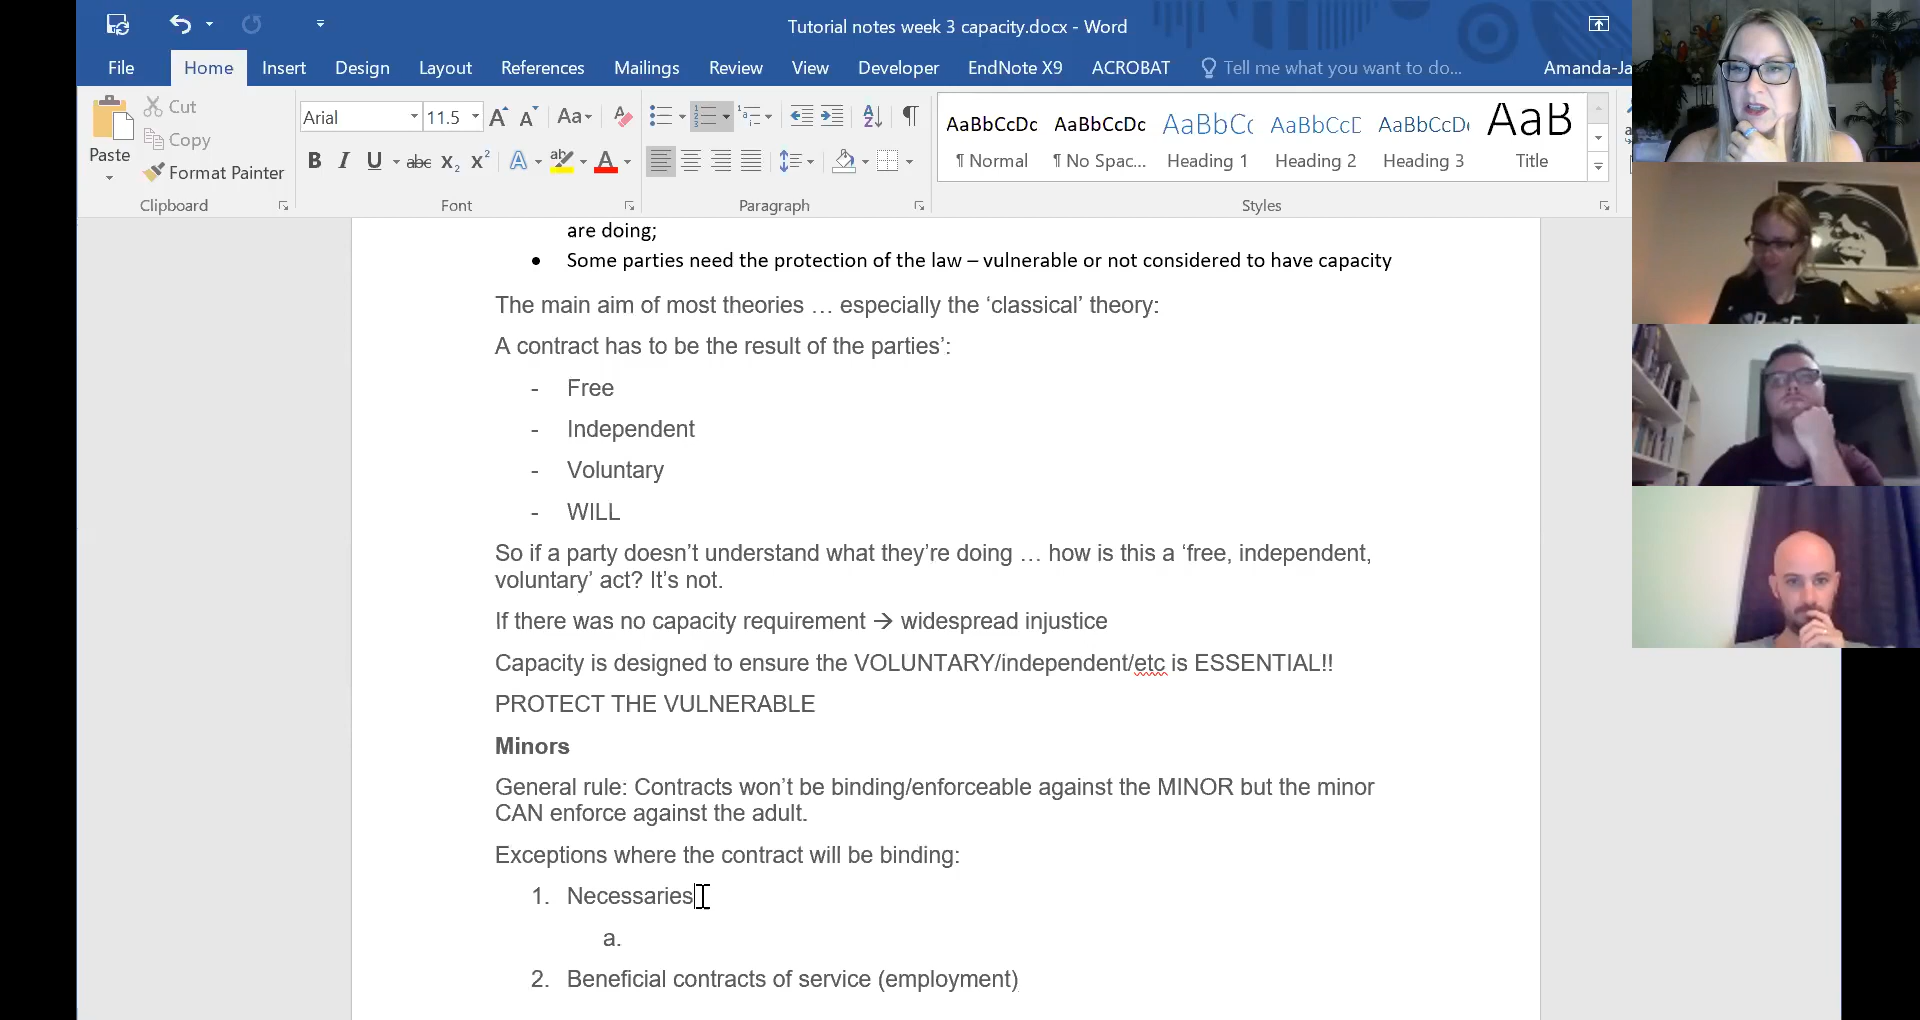 Tutorial notes week 3 capacity.docx - Word
File Home Insert Design Layout References Mailings Review View Developer EndNote X9 ACROBAT Tell me what you want to do... Amanda-Ja
Paste
Cut
Copy
Format Painter
Clipboard
Arial 11.5
Font
Paragraph
AaBbCcDc AaBbCcDc AaBbCc AaBbCcD AaBbCcD AaB
¶ Normal ¶ No Spac... Heading 1 Heading 2 Heading 3 Title
Styles
are doing;
• Some parties need the protection of the law – vulnerable or not considered to have capacity
The main aim of most theories … especially the ‘classical’ theory:
A contract has to be the result of the parties’:
- Free
- Independent
- Voluntary
- WILL
So if a party doesn’t understand what they’re doing … how is this a ‘free, independent,
voluntary’ act? It’s not.
If there was no capacity requirement → widespread injustice
Capacity is designed to ensure the VOLUNTARY/independent/etc is ESSENTIAL!!
PROTECT THE VULNERABLE
Minors
General rule: Contracts won’t be binding/enforceable against the MINOR but the minor
CAN enforce against the adult.
Exceptions where the contract will be binding:
1. Necessaries
a.
2. Beneficial contracts of service (employment)